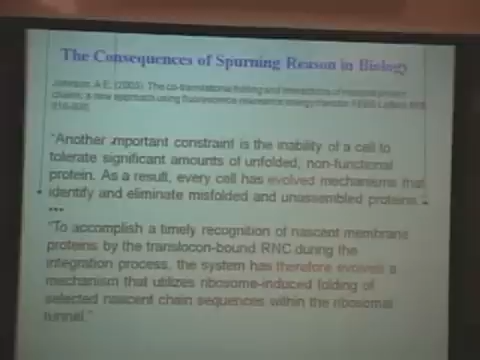 The Consequences of Spurning Reason in Biology
Johnson, A.E. (2005). The co-translational folding and interactions of nascent protein
chains: a new approach using fluorescence resonance energy transfer. FEBS Letters
"Another important constraint is the inability of a cell to
tolerate significant amounts of unfolded, non-functional
protein. As a result, every cell has evolved mechanisms that
identify and eliminate misfolded and unassembled proteins.
...
"To accomplish a timely recognition of nascent membrane
proteins by the translocon-bound RNC during the
integration process, the system has therefore evolved a
mechanism that utilizes ribosome-induced folding of
selected nascent chain sequences within the ribosomal
tunnel."